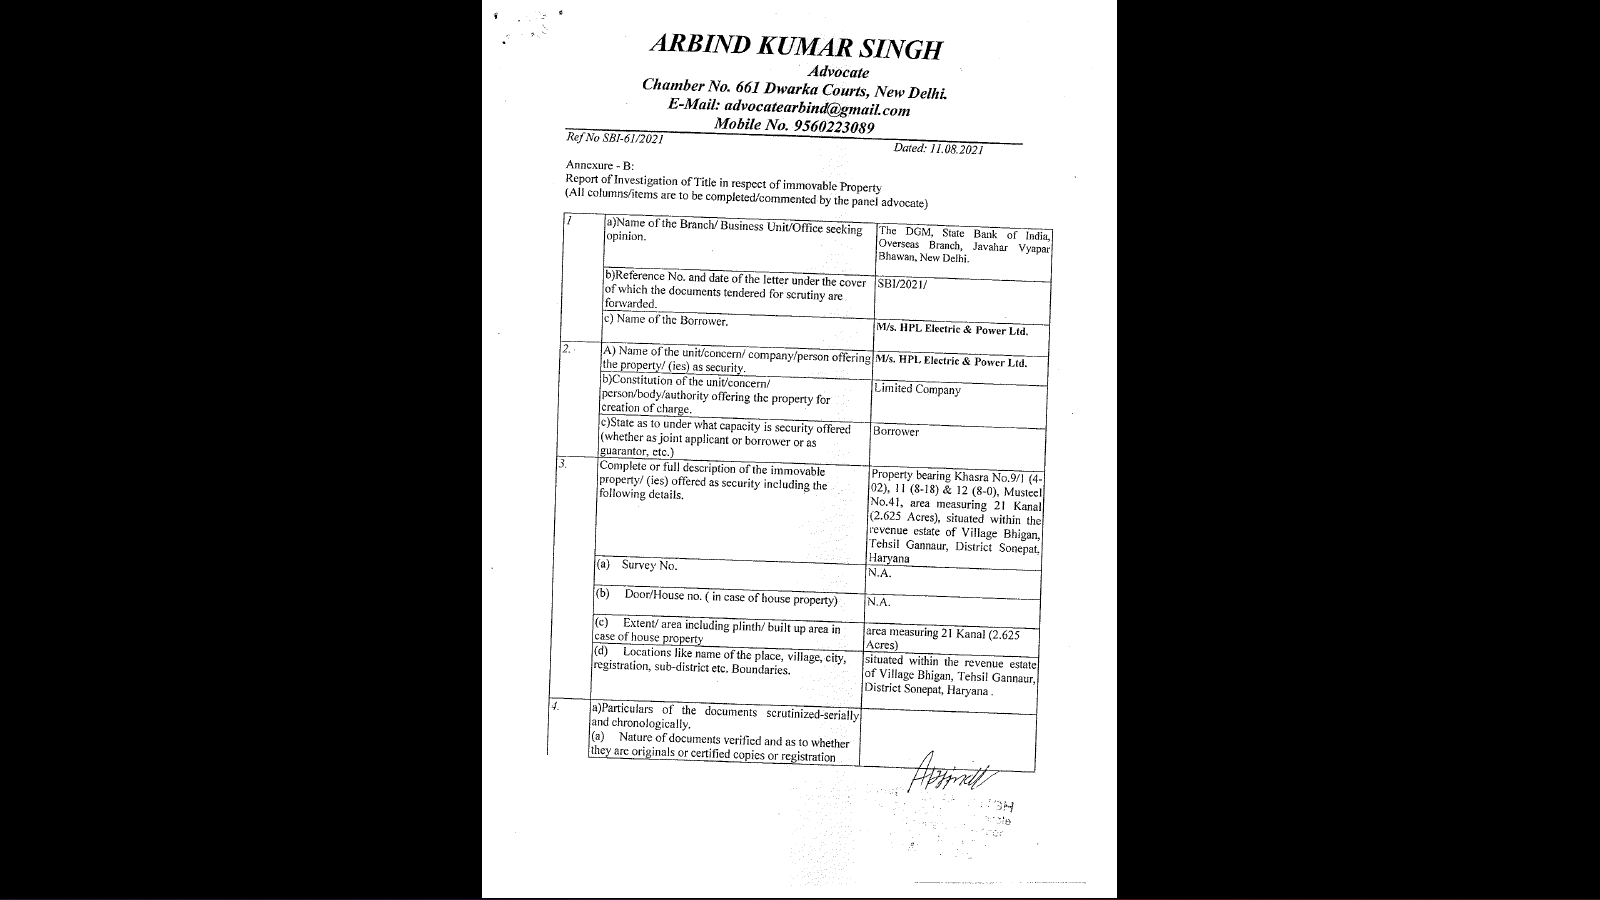 ARBIND KUMAR SINGH
Advocate
Chamber No. 661 Dwarka Courts, New Delhi.
E-Mail: advocatearbind@gmail.com
Mobile No. 9560223089
Ref No SBI-61/2021
Dated: 11.08.2021
Annexure - B:
Report of Investigation of Title in respect of immovable Property
(All columns/items are to be completed/commented by the panel advocate)
1
a)Name of the Branch/ Business Unit/Office seeking
opinion.
The DGM, State Bank of India,
Overseas Branch, Javahar Vyapar
Bhawan, New Delhi.
b)Reference No. and date of the letter under the cover
of which the documents tendered for scrutiny are
forwarded.
SBI/2021/
c) Name of the Borrower.
M/s. HPL Electric & Power Ltd.
2.
A) Name of the unit/concern/ company/person offering
the property/ (ies) as security.
M/s. HPL Electric & Power Ltd.
b)Constitution of the unit/concern/
person/body/authority offering the property for
creation of charge.
Limited Company
c)State as to under what capacity is security offered
(whether as joint applicant or borrower or as
guarantor, etc.)
Borrower
3.
Complete or full description of the immovable
property/ (ies) offered as security including the
following details.
Property bearing Khasra No.9/1 (4-
02), 11 (8-18) & 12 (8-0), Musteel
No.41, area measuring 21 Kanal
(2.625 Acres), situated within the
revenue estate of Village Bhigan,
Tehsil Gannaur, District Sonepat,
Haryana
(a) Survey No.
N.A.
(b) Door/House no. ( in case of house property)
N.A.
(c) Extent/ area including plinth/ built up area in
case of house property
area measuring 21 Kanal (2.625
Acres)
(d) Locations like name of the place, village, city,
registration, sub-district etc. Boundaries.
situated within the revenue estate
of Village Bhigan, Tehsil Gannaur,
District Sonepat, Haryana .
4.
a)Particulars of the documents scrutinized-serially
and chronologically.
(a) Nature of documents verified and as to whether
they are originals or certified copies or registration